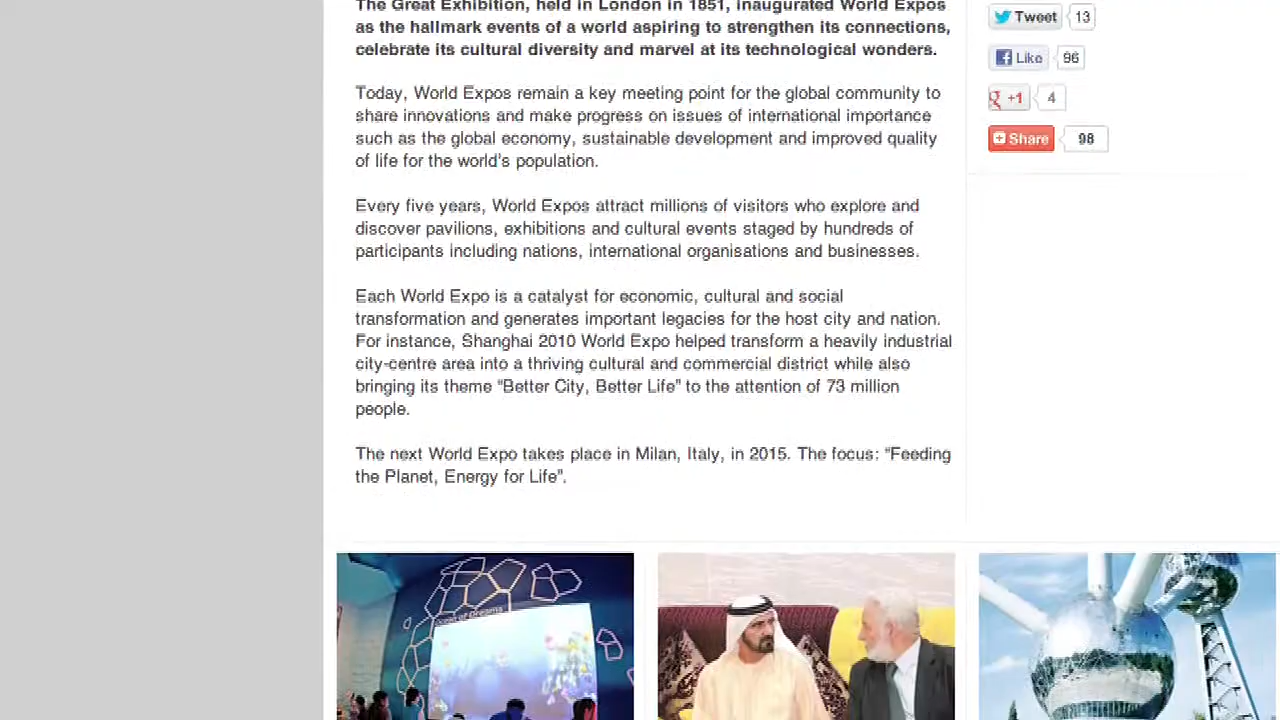 The Great Exhibition, held in London in 1851, inaugurated World Expos
as the hallmark events of a world aspiring to strengthen its connections,
celebrate its cultural diversity and marvel at its technological wonders.
Today, World Expos remain a key meeting point for the global community to
share innovations and make progress on issues of international importance
such as the global economy, sustainable development and improved quality
of life for the world's population.
Every five years, World Expos attract millions of visitors who explore and
discover pavilions, exhibitions and cultural events staged by hundreds of
participants including nations, international organisations and businesses.
Each World Expo is a catalyst for economic, cultural and social
transformation and generates important legacies for the host city and nation.
For instance, Shanghai 2010 World Expo helped transform a heavily industrial
city-centre area into a thriving cultural and commercial district while also
bringing its theme “Better City, Better Life” to the attention of 73 million
people.
The next World Expo takes place in Milan, Italy, in 2015. The focus: “Feeding
the Planet, Energy for Life”.
Tweet 13
Like 96
+1 4
Share 98
of Dreams